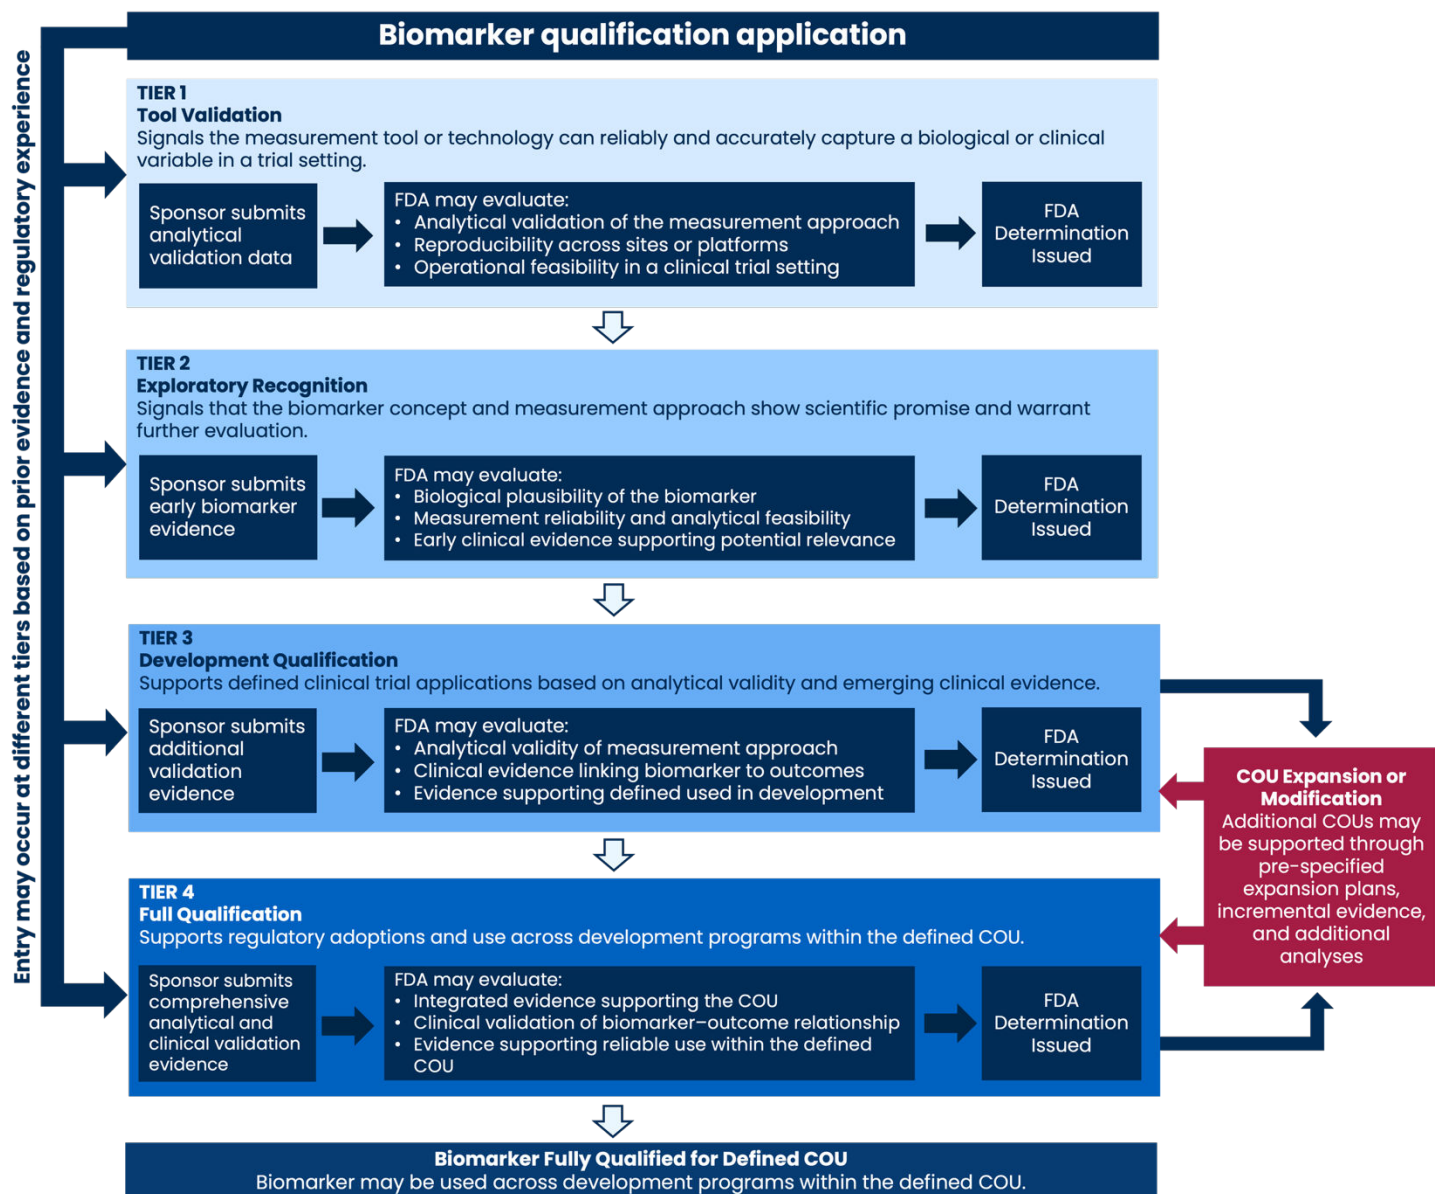 Biomarker qualification application
Entry may occur at different tiers based on prior evidence and regulatory experience
TIER 1
Tool Validation
Signals the measurement tool or technology can reliably and accurately capture a biological or clinical
variable in a trial setting.
Sponsor submits
analytical
validation data
FDA may evaluate:
• Analytical validation of the measurement approach
• Reproducibility across sites or platforms
• Operational feasibility in a clinical trial setting
FDA
Determination
Issued
TIER 2
Exploratory Recognition
Signals that the biomarker concept and measurement approach show scientific promise and warrant
further evaluation.
Sponsor submits
early biomarker
evidence
FDA may evaluate:
• Biological plausibility of the biomarker
• Measurement reliability and analytical feasibility
• Early clinical evidence supporting potential relevance
FDA
Determination
Issued
TIER 3
Development Qualification
Supports defined clinical trial applications based on analytical validity and emerging clinical evidence.
Sponsor submits
additional
validation
evidence
FDA may evaluate:
• Analytical validity of measurement approach
• Clinical evidence linking biomarker to outcomes
• Evidence supporting defined used in development
FDA
Determination
Issued
COU Expansion or
Modification
Additional COUs may
be supported through
pre-specified
expansion plans,
incremental evidence,
and additional
analyses
TIER 4
Full Qualification
Supports regulatory adoptions and use across development programs within the defined COU.
Sponsor submits
comprehensive
analytical and
clinical validation
evidence
FDA may evaluate:
• Integrated evidence supporting the COU
• Clinical validation of biomarker–outcome relationship
• Evidence supporting reliable use within the defined
COU
FDA
Determination
Issued
Biomarker Fully Qualified for Defined COU
Biomarker may be used across development programs within the defined COU.